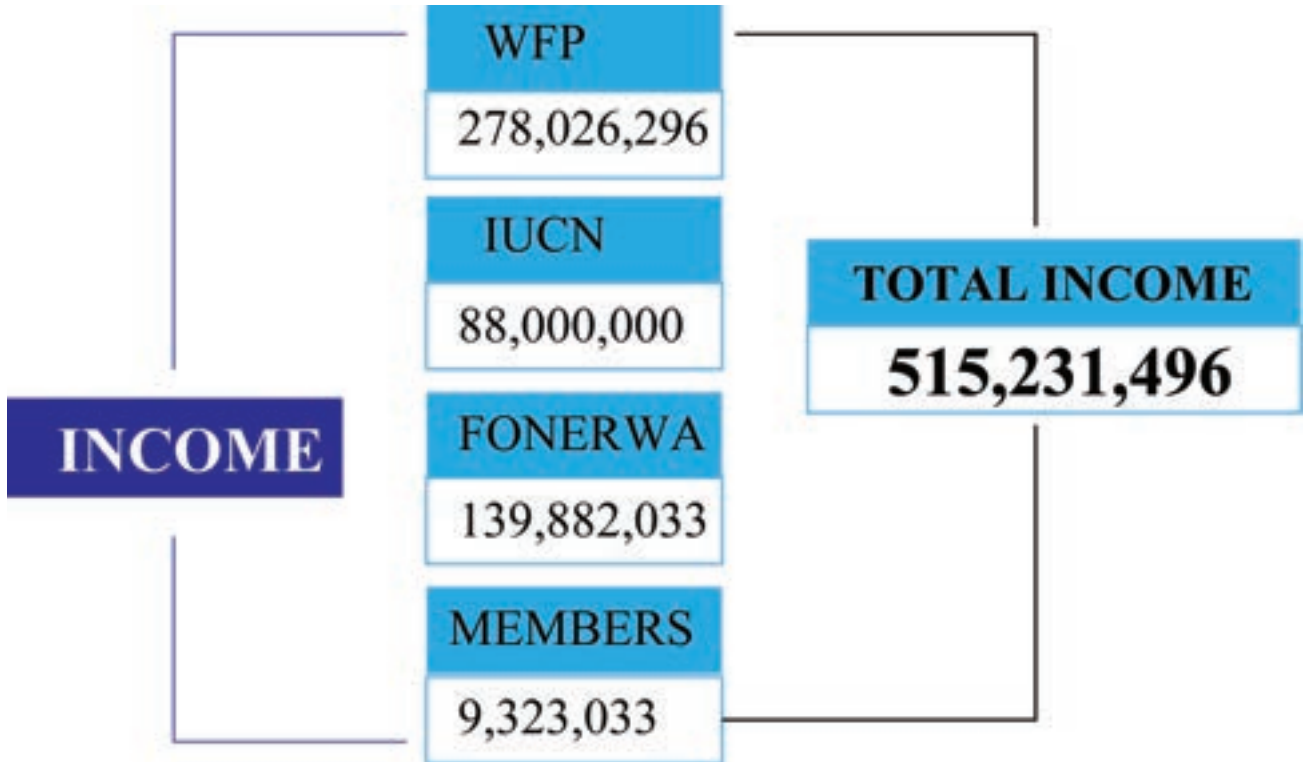 WFP
278,026,296
IUCN
88,000,000
TOTAL INCOME
515,231,496
INCOME
FONERWA
139,882,033
MEMBERS
9,323,033